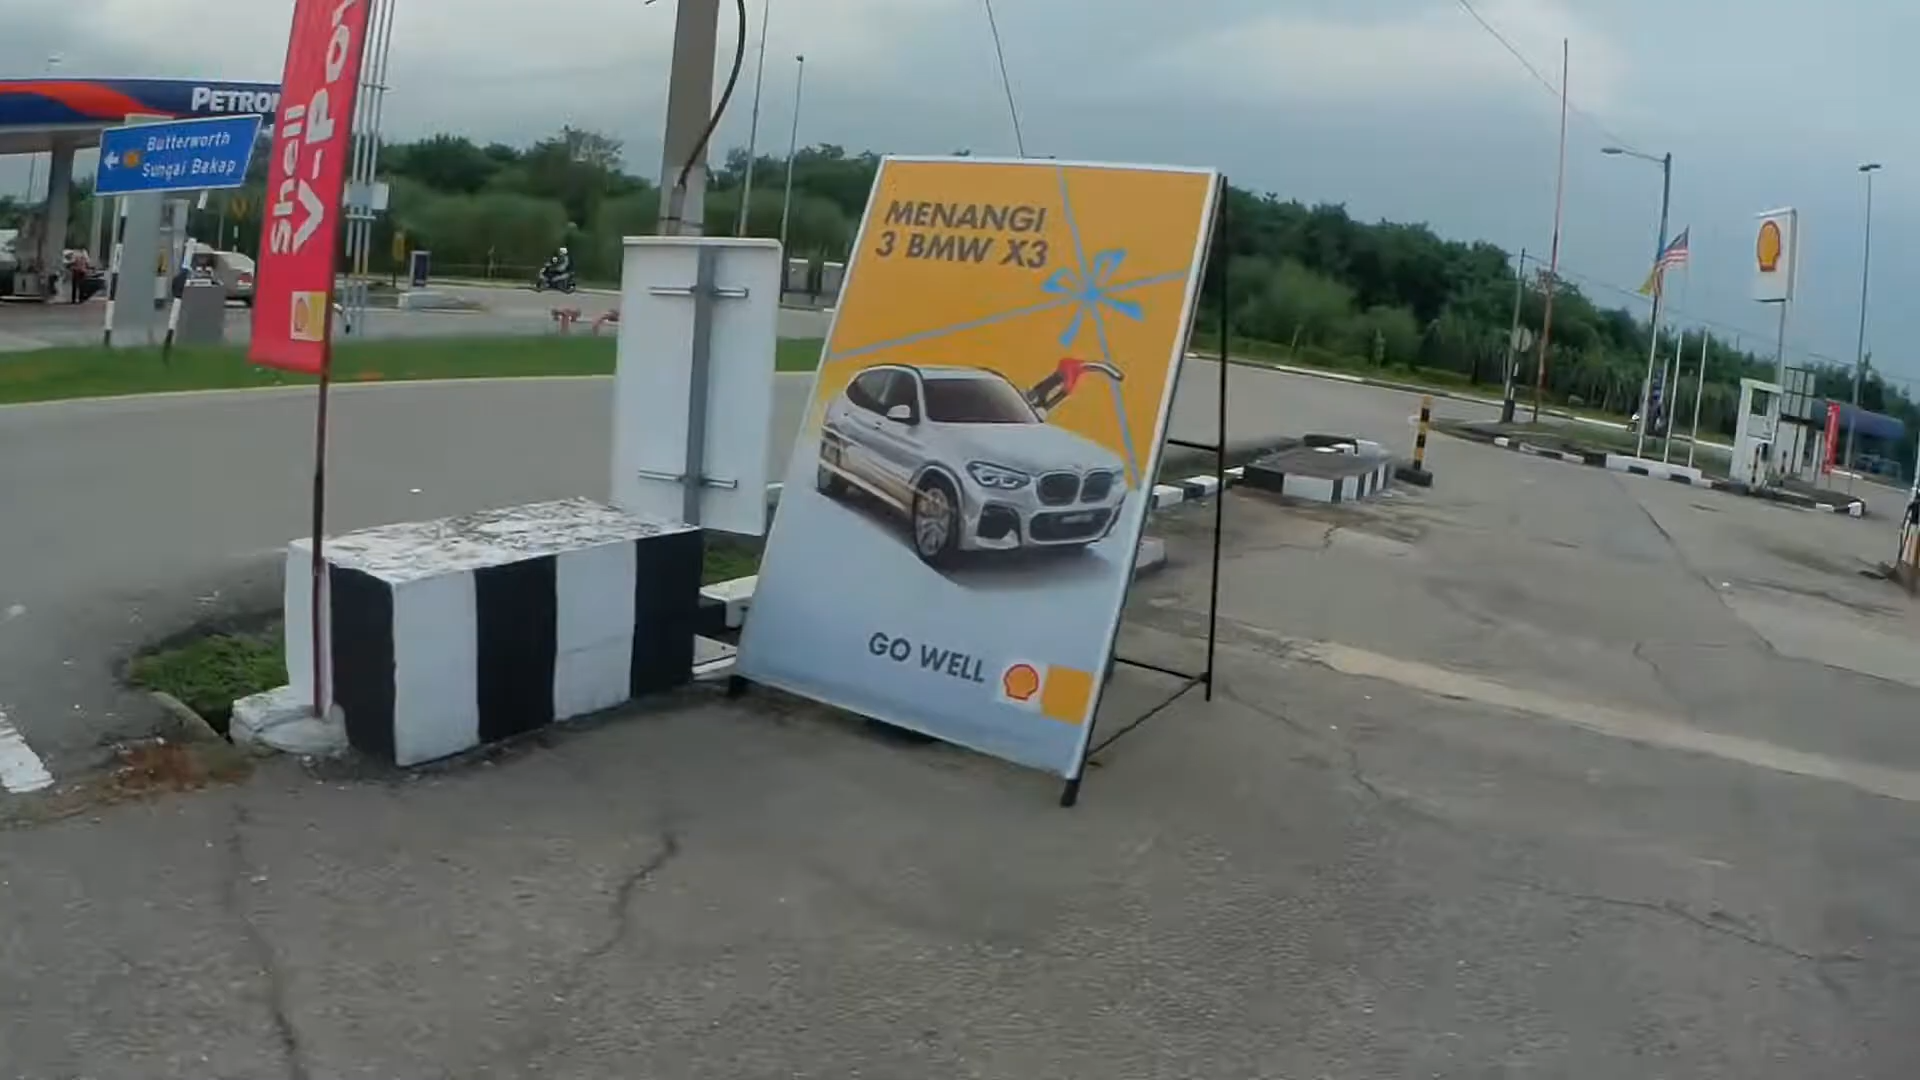 PETRON
Butterworth
Sungai Bakap
Shell
V-Pow
MENANGI
3 BMW X3
GO WELL